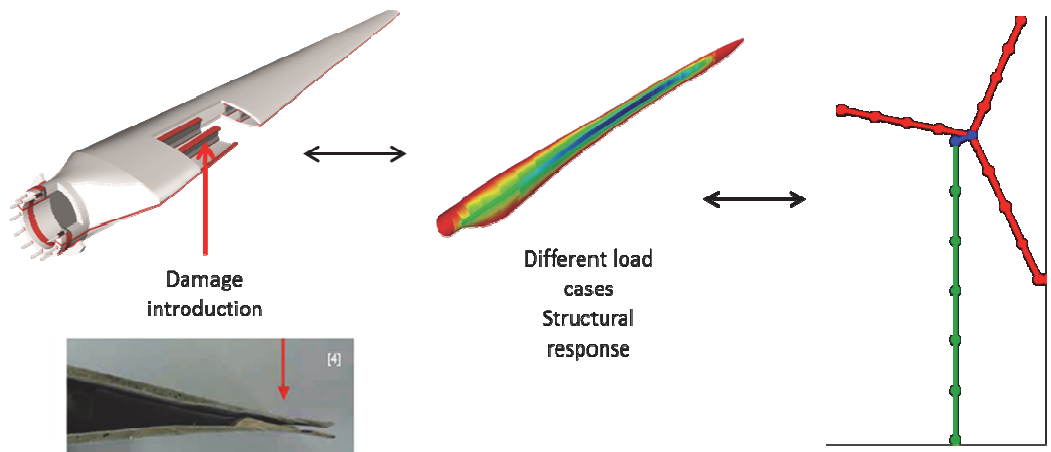 Damage
introduction
[4]
Different load
cases
Structural
response